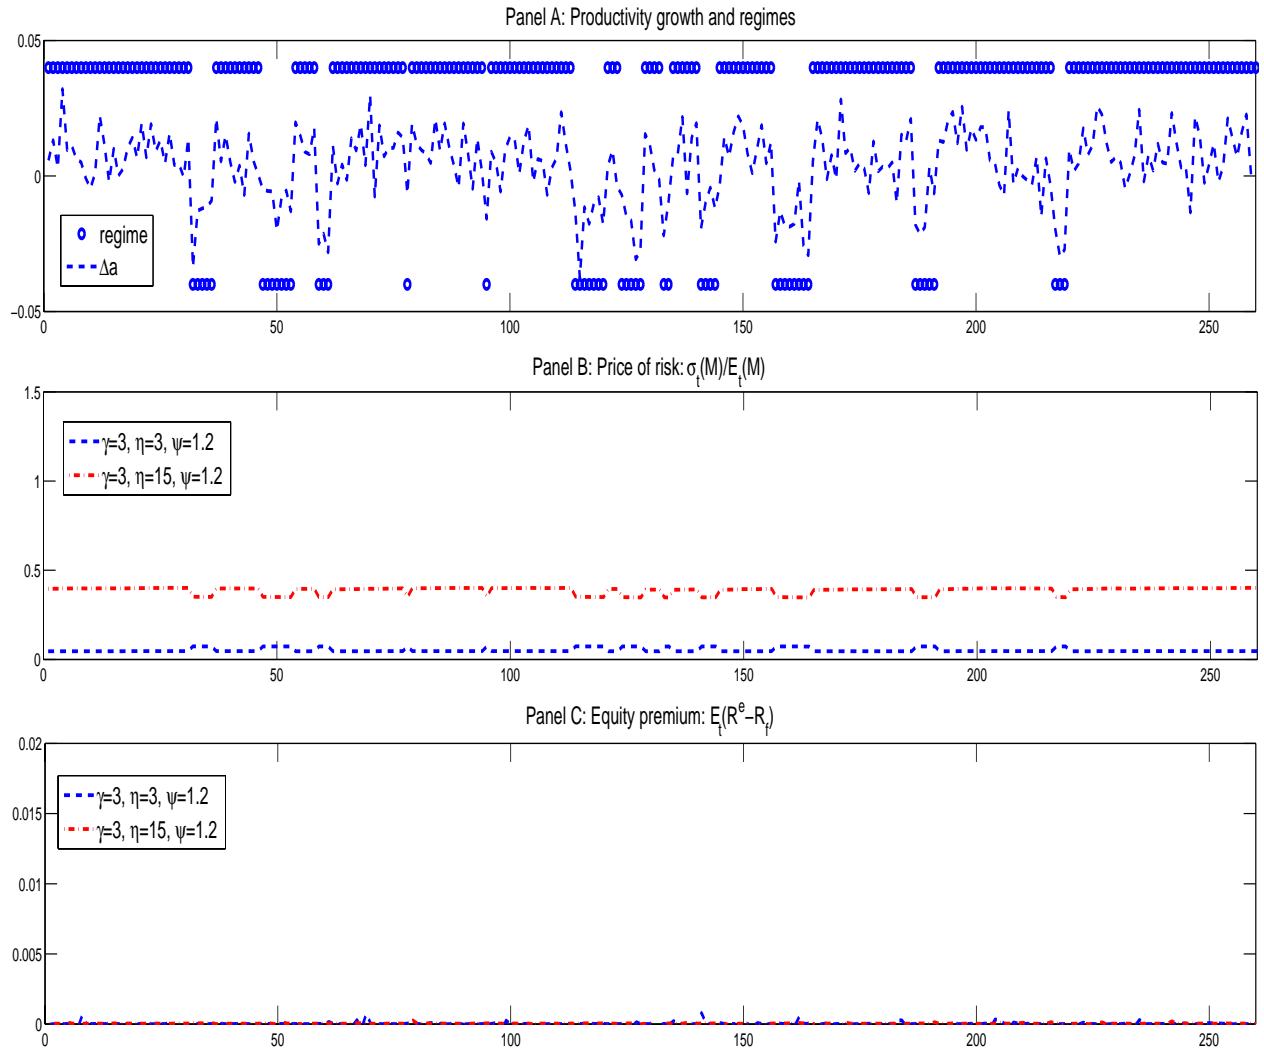 Panel A: Productivity growth and regimes
0.05
0
−0.05
regime
Δa
0 50 100 150 200 250
Panel B: Price of risk: σt(M)/Et(M)
1.5
1
0.5
0
γ=3, η=3, ψ=1.2
γ=3, η=15, ψ=1.2
0 50 100 150 200 250
Panel C: Equity premium: Et(Re−Rf)
0.02
0.015
0.01
0.005
0
γ=3, η=3, ψ=1.2
γ=3, η=15, ψ=1.2
0 50 100 150 200 250